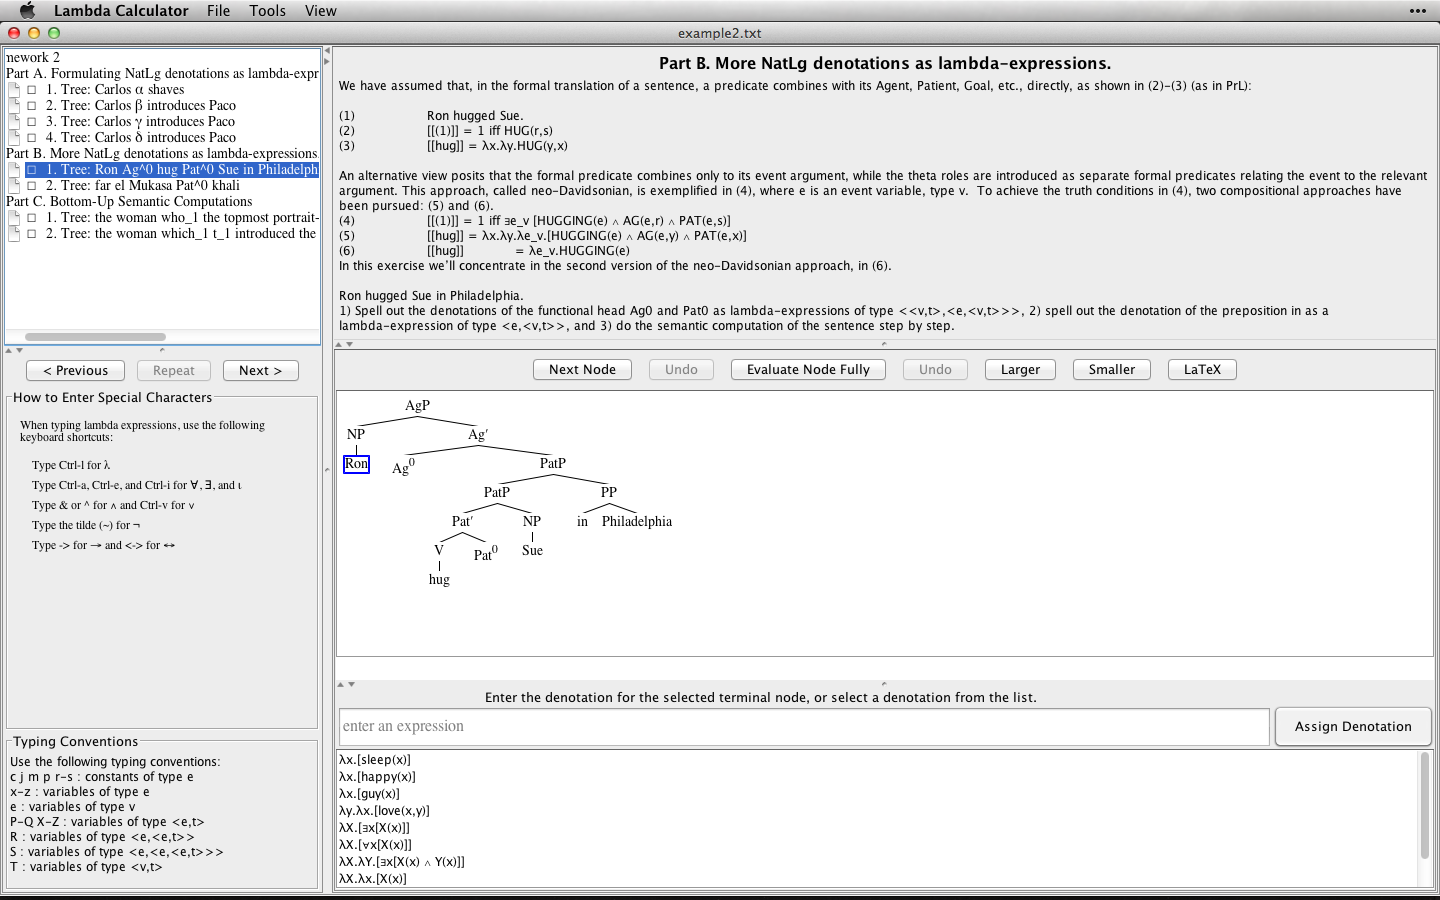 Lambda Calculator File Tools View
example2.txt
nework 2
Part A. Formulating NatLg denotations as lambda-expr
1. Tree: Carlos α shaves
2. Tree: Carlos β introduces Paco
3. Tree: Carlos γ introduces Paco
4. Tree: Carlos δ introduces Paco
Part B. More NatLg denotations as lambda-expressions.
1. Tree: Ron Ag^0 hug Pat^0 Sue in Philadelph
2. Tree: far el Mukasa Pat^0 khali
Part C. Bottom-Up Semantic Computations
1. Tree: the woman who_1 the topmost portrait-
2. Tree: the woman which_1 t_1 introduced the
< Previous Repeat Next >
How to Enter Special Characters
When typing lambda expressions, use the following
keyboard shortcuts:
Type Ctrl-l for λ
Type Ctrl-a, Ctrl-e, and Ctrl-i for ∀, ∃, and ι
Type & or ^ for ∧ and Ctrl-v for ∨
Type the tilde (~) for ¬
Type -> for → and <-> for ↔
Typing Conventions
Use the following typing conventions:
c j m p r-s : constants of type e
x-z : variables of type e
e : variables of type v
P-Q X-Z : variables of type <e,t>
R : variables of type <e,<e,t>>
S : variables of type <e,<e,<e,t>>>
T : variables of type <v,t>
Part B. More NatLg denotations as lambda-expressions.
We have assumed that, in the formal translation of a sentence, a predicate combines with its Agent, Patient, Goal, etc., directly, as shown in (2)-(3) (as in PrL):
(1) Ron hugged Sue.
(2) [[(1)]] = 1 iff HUG(r,s)
(3) [[hug]] = λx.λy.HUG(y,x)
An alternative view posits that the formal predicate combines only to its event argument, while the theta roles are introduced as separate formal predicates relating the event to the relevant
argument. This approach, called neo-Davidsonian, is exemplified in (4), where e is an event variable, type v. To achieve the truth conditions in (4), two compositional approaches have
been pursued: (5) and (6).
(4) [[(1)]] = 1 iff ∃e_v [HUGGING(e) ∧ AG(e,r) ∧ PAT(e,s)]
(5) [[hug]] = λx.λy.λe_v.[HUGGING(e) ∧ AG(e,y) ∧ PAT(e,x)]
(6) [[hug]] = λe_v.HUGGING(e)
In this exercise we'll concentrate in the second version of the neo-Davidsonian approach, in (6).
Ron hugged Sue in Philadelphia.
1) Spell out the denotations of the functional head Ag0 and Pat0 as lambda-expressions of type <<v,t>,<e,<v,t>>>, 2) spell out the denotation of the preposition in as a
lambda-expression of type <e,<v,t>>, and 3) do the semantic computation of the sentence step by step.
Next Node Undo Evaluate Node Fully Undo Larger Smaller LaTeX
AgP
NP Ag′
Ron Ag⁰ PatP
PatP PP
Pat′ NP in Philadelphia
V Pat⁰ Sue
hug
Enter the denotation for the selected terminal node, or select a denotation from the list.
enter an expression Assign Denotation
λx.[sleep(x)]
λx.[happy(x)]
λx.[guy(x)]
λy.λx.[love(x,y)]
λX.[∃x[X(x)]]
λX.[∀x[X(x)]]
λX.λY.[∃x[X(x) ∧ Y(x)]]
λX.λx.[X(x)]